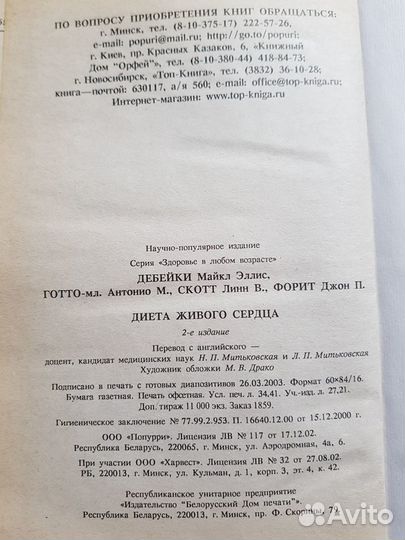 ПО ВОПРОСУ ПРИОБРЕТЕНИЯ КНИГ ОБРАЩАТЬСЯ:
г. Минск, тел. (8-10-375-17) 222-57-26,
e-mail: popuri@mail.ru; http://go.to/popuri;
г. Киев, пр. Красных Казаков, 6, «Книжный
Дом "Орфей"», тел. (8-10-380-44) 418-84-73;
г. Новосибирск, «Топ-Книга», тел. (3832) 36-10-28;
книга—почтой: 630117, а/я 560; e-mail: office@top-kniga.ru
Интернет-магазин: www.top-kniga.ru
Научно-популярное издание
Серия «Здоровье в любом возрасте»
ДЕБЕЙКИ Майкл Эллис,
ГОТТО-мл. Антонио М., СКОТТ Линн В., ФОРИТ Джон П.
ДИЕТА ЖИВОГО СЕРДЦА
2-е издание
Перевод с английского —
доцент, кандидат медицинских наук Н. П. Митьковская и Л. П. Митьковская
Художник обложки М. В. Драко
Подписано в печать с готовых диапозитивов 26.03.2003. Формат 60×84/16.
Бумага газетная. Печать офсетная. Усл. печ. л. 34,41. Уч.-изд. л. 27,21.
Доп. тираж 11 000 экз. Заказ 1859.
Гигиеническое заключение № 77.99.2.953. П. 16640.12.00 от 15.12.2000 г.
ООО «Попурри». Лицензия ЛВ № 117 от 17.12.02.
Республика Беларусь, 220065, г. Минск, ул. Аэродромная, 4а, 6.
При участии ООО «Харвест». Лицензия ЛВ № 32 от 27.08.02.
РБ, 220013, г. Минск, ул. Кульман, д. 1, корп. 3, эт. 4, к. 42.
Республиканское унитарное предприятие
«Издательство "Белорусский Дом печати"».
Республика Беларусь, 220013, г. Минск, пр. Ф. Скорины, 79.
Avito